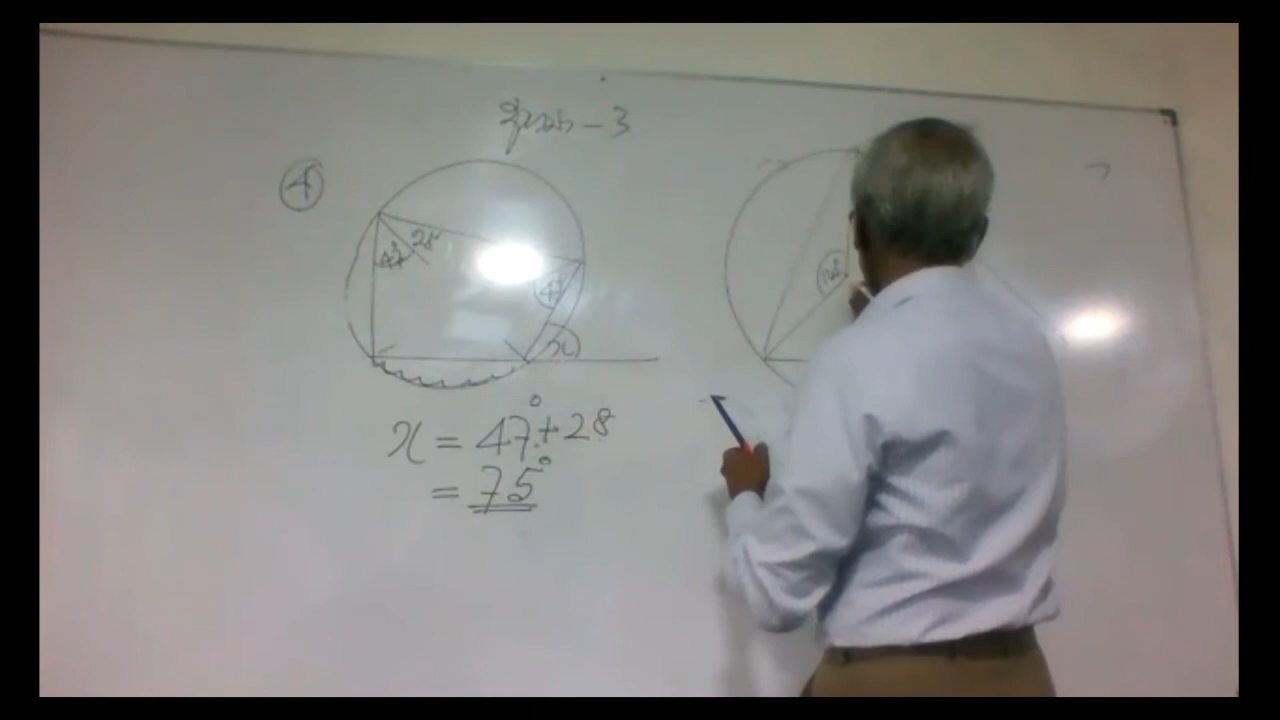 ④
28°
47°
47°
x
x = 47° + 28
= 75°